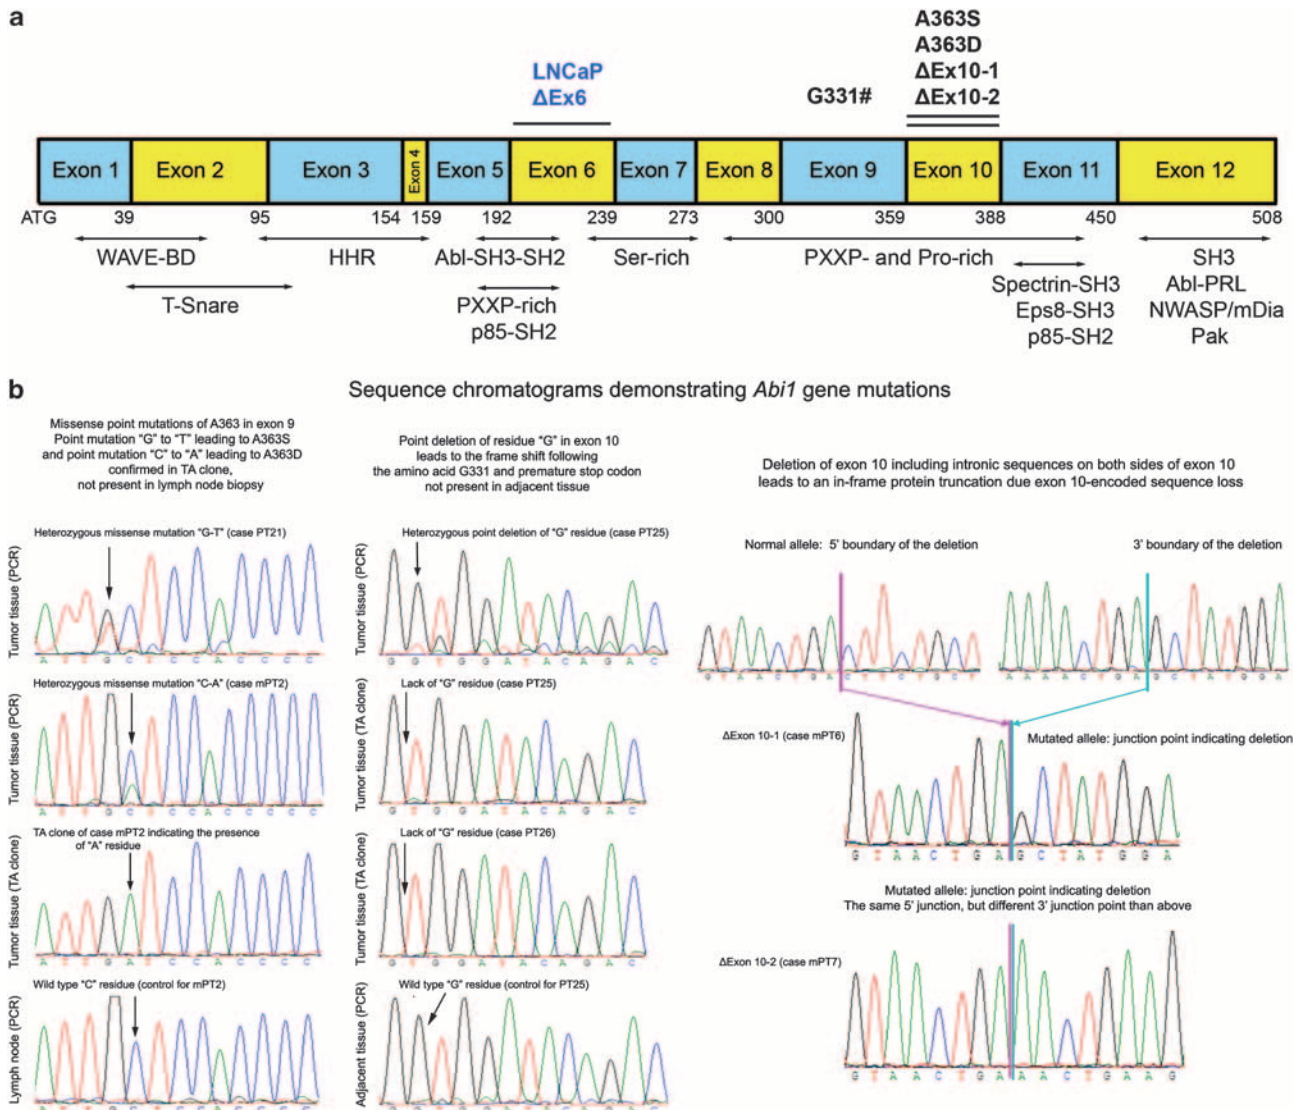 a
A363S
A363D
ΔEx10-1
ΔEx10-2
LNCaP
ΔEx6
G331#
Exon 1 Exon 2 Exon 3 Exon 4 Exon 5 Exon 6 Exon 7 Exon 8 Exon 9 Exon 10 Exon 11 Exon 12
ATG 39 95 154 159 192 239 273 300 359 388 450 508
WAVE-BD HHR Abl-SH3-SH2 Ser-rich PXXP- and Pro-rich SH3
T-Snare PXXP-rich Spectrin-SH3 Abl-PRL
p85-SH2 Eps8-SH3 NWASP/mDia
p85-SH2 Pak
b
Sequence chromatograms demonstrating Abi1 gene mutations
Missense point mutations of A363 in exon 9
Point mutation “G” to “T” leading to A363S
and point mutation “C” to “A” leading to A363D
confirmed in TA clone,
not present in lymph node biopsy
Heterozygous missense mutation “G-T” (case PT21)
Tumor tissue (PCR)
A T T G C T C C A C C C C
Heterozygous missense mutation “C-A” (case mPT2)
Tumor tissue (PCR)
A T T G C T C C A C C C C
TA clone of case mPT2 indicating the presence
of “A” residue
Tumor tissue (TA clone)
A T T G A T C C A C C C C
Wild type “C” residue (control for mPT2)
Lymph node (PCR)
A T T G C T C C A C C C C
Point deletion of residue “G” in exon 10
leads to the frame shift following
the amino acid G331 and premature stop codon
not present in adjacent tissue
Heterozygous point deletion of “G” residue (case PT25)
Tumor tissue (PCR)
G G T G G A T A C A G A C
Lack of “G” residue (case PT25)
Tumor tissue (TA clone)
G T G G A T A C A G A C
Lack of “G” residue (case PT26)
Tumor tissue (TA clone)
G T G G A T A C A G A C
Wild type “G” residue (control for PT25)
Adjacent tissue (PCR)
G G T G G A T A C A G A C
Deletion of exon 10 including intronic sequences on both sides of exon 10
leads to an in-frame protein truncation due exon 10-encoded sequence loss
Normal allele: 5' boundary of the deletion
3' boundary of the deletion
G T A A C T G A C T T C T G C T
A A A A C T G A G C T A T G G A
ΔExon 10-1 (case mPT6)
Mutated allele: junction point indicating deletion
G T A A C T G A G C T A T G G A
Mutated allele: junction point indicating deletion
The same 5' junction, but different 3' junction point than above
ΔExon 10-2 (case mPT7)
G T A A C T G A A A C T G A A G